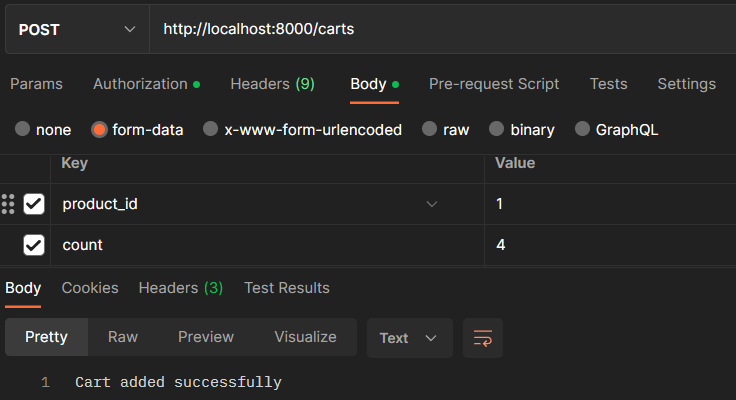 POST http://localhost:8000/carts
Params Authorization Headers (9) Body Pre-request Script Tests Settings
none form-data x-www-form-urlencoded raw binary GraphQL
Key Value
product_id 1
count 4
Body Cookies Headers (3) Test Results
Pretty Raw Preview Visualize Text
1 Cart added successfully